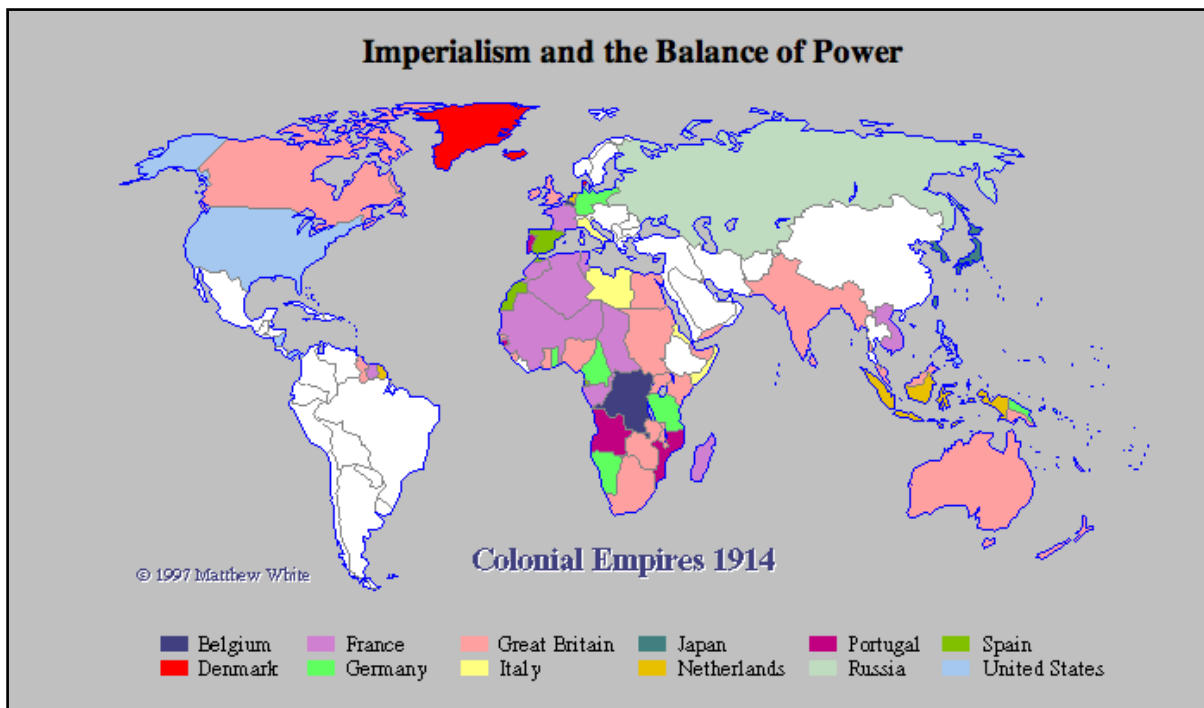 Imperialism and the Balance of Power
Colonial Empires 1914
© 1997 Matthew White
Belgium France Great Britain Japan Portugal Spain
Denmark Germany Italy Netherlands Russia United States